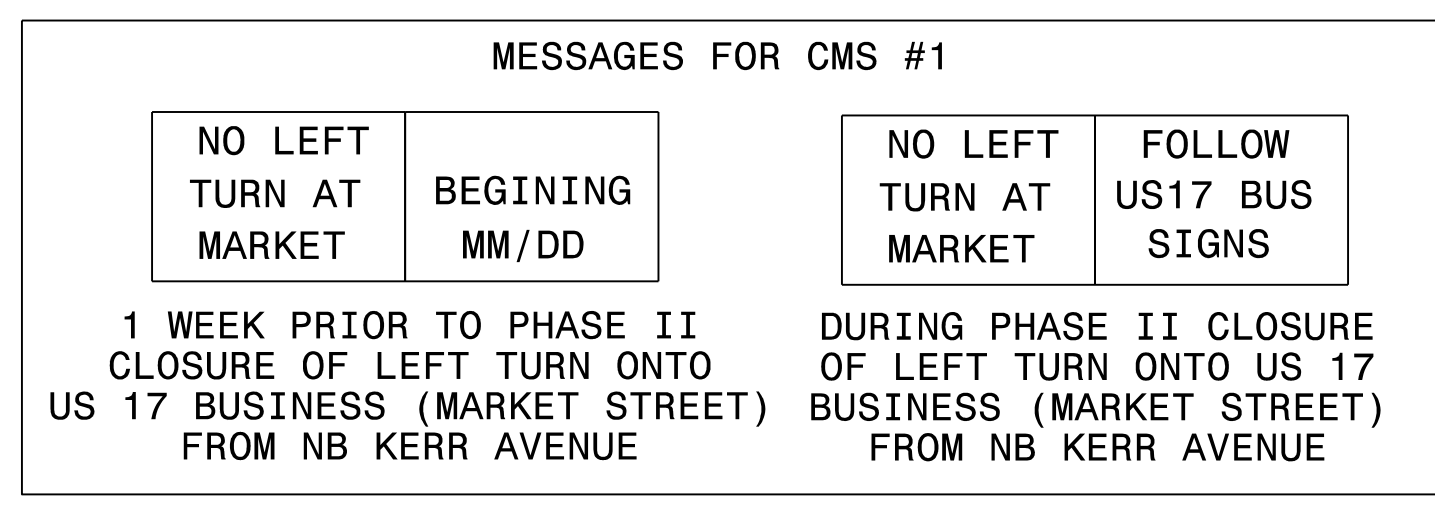 MESSAGES FOR CMS #1
NO LEFT
TURN AT
MARKET
BEGINING
MM/DD
1 WEEK PRIOR TO PHASE II
CLOSURE OF LEFT TURN ONTO
US 17 BUSINESS (MARKET STREET)
FROM NB KERR AVENUE
NO LEFT
TURN AT
MARKET
FOLLOW
US17 BUS
SIGNS
DURING PHASE II CLOSURE
OF LEFT TURN ONTO US 17
BUSINESS (MARKET STREET)
FROM NB KERR AVENUE